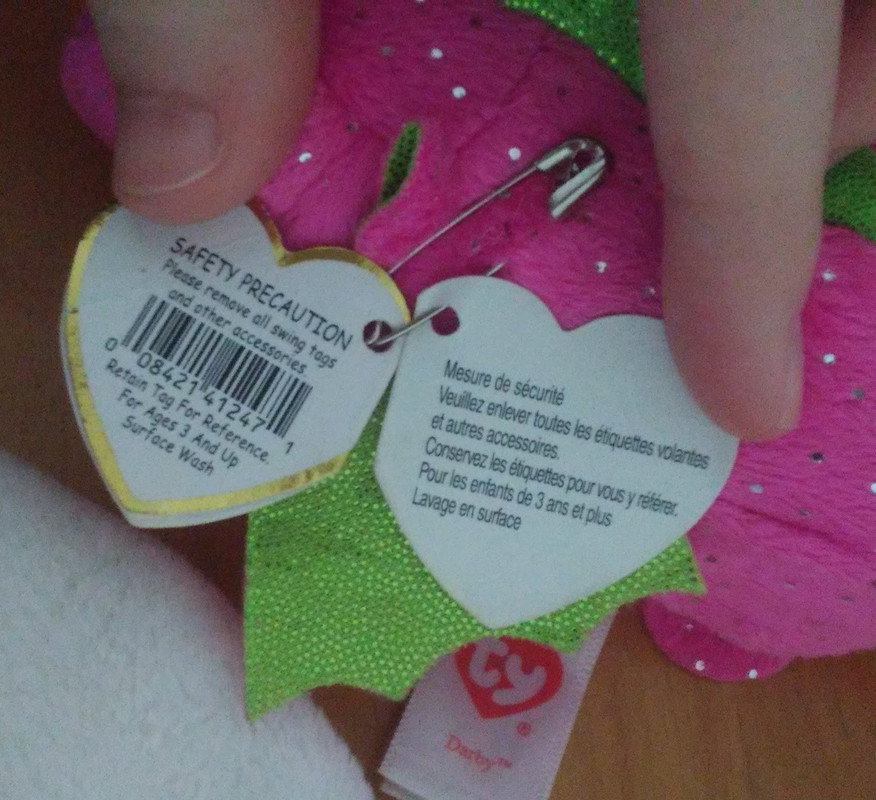 SAFETY PRECAUTION
Please remove all swing tags
and other accessories.
0 08421 41247 1
Retain Tag For Reference.
For Ages 3 And Up
Surface Wash
Mesure de sécurité
Veuillez enlever toutes les étiquettes volantes
et autres accessoires.
Conservez les étiquettes pour vous y référer.
Pour les enfants de 3 ans et plus
Lavage en surface
ty®
Darby™